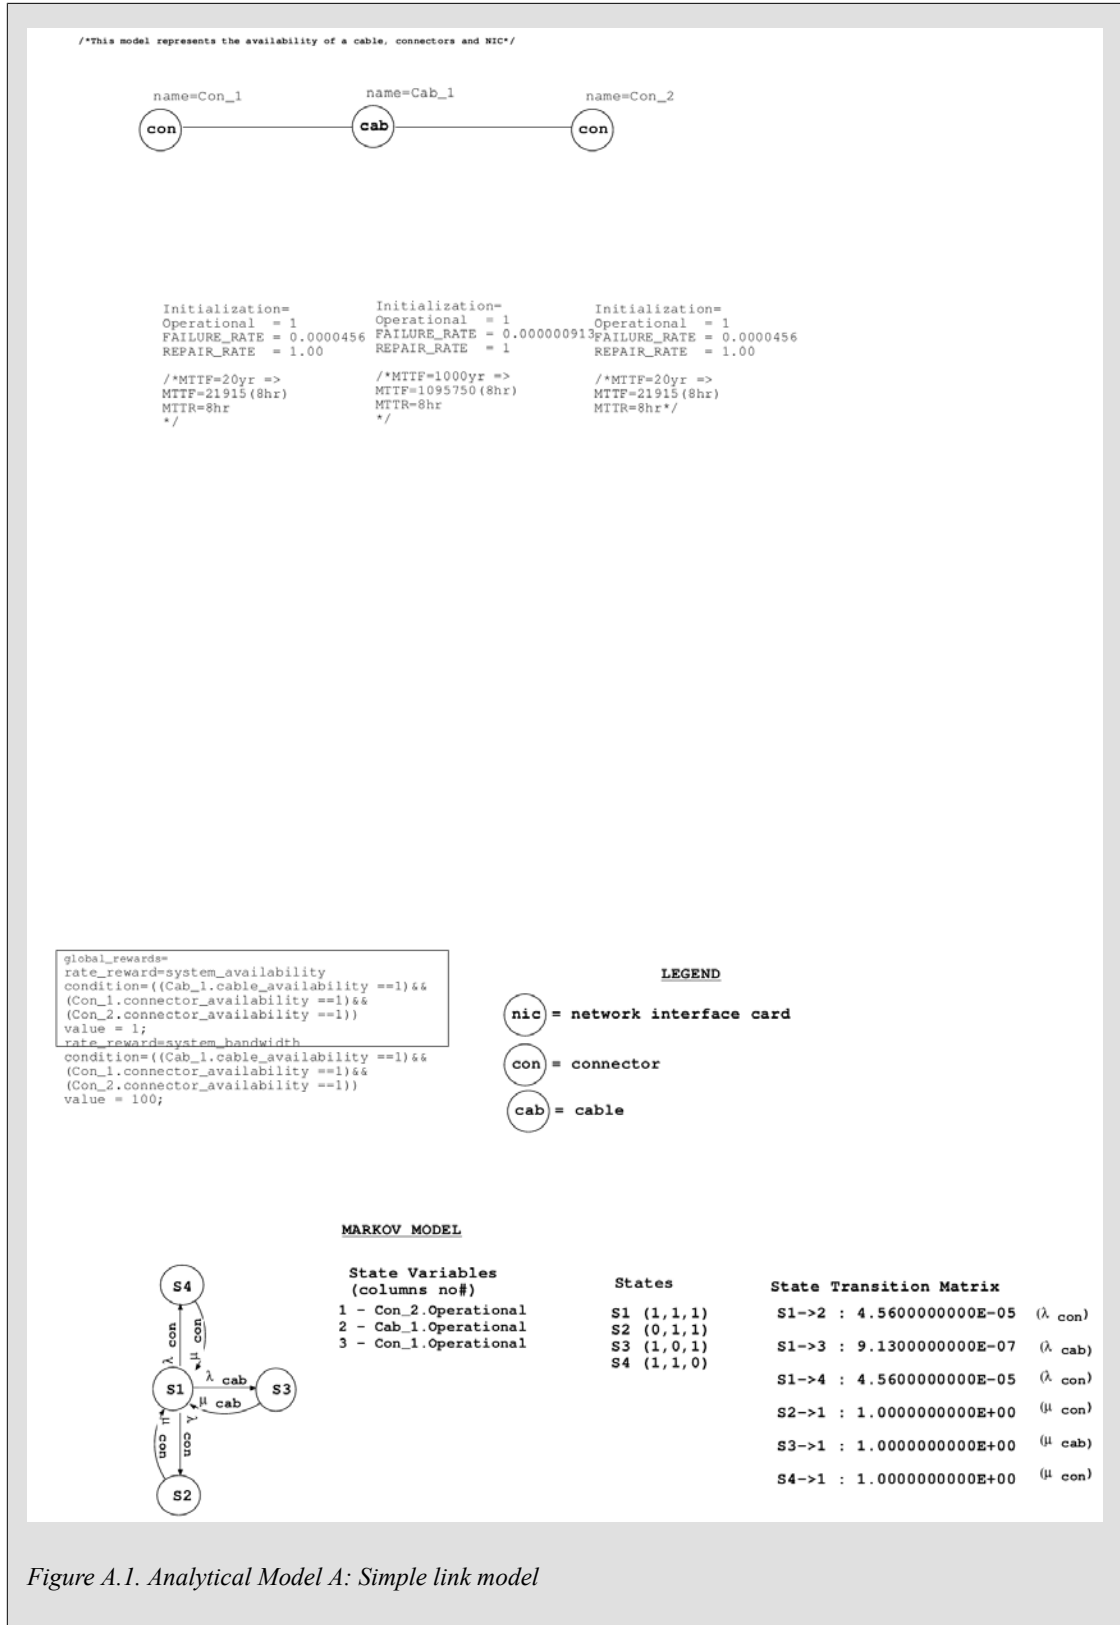 /*This model represents the availability of a cable, connectors and NIC*/
name=Con_1
name=Cab_1
name=Con_2
con
cab
con
Initialization=
Operational = 1
FAILURE_RATE = 0.0000456
REPAIR_RATE = 1.00
/*MTTF=20yr =>
MTTF=21915(8hr)
MTTR=8hr
*/
Initialization=
Operational = 1
FAILURE_RATE = 0.000000913
REPAIR_RATE = 1
/*MTTF=1000yr =>
MTTF=1095750(8hr)
MTTR=8hr
*/
Initialization=
Operational = 1
FAILURE_RATE = 0.0000456
REPAIR_RATE = 1.00
/*MTTF=20yr =>
MTTF=21915(8hr)
MTTR=8hr*/
global_rewards=
rate_reward=system_availability
condition=((Cab_1.cable_availability ==1)&&
(Con_1.connector_availability ==1)&&
(Con_2.connector_availability ==1))
value = 1;
rate_reward=system_bandwidth
condition=((Cab_1.cable_availability ==1)&&
(Con_1.connector_availability ==1)&&
(Con_2.connector_availability ==1))
value = 100;
LEGEND
nic = network interface card
con = connector
cab = cable
MARKOV MODEL
S4
λ con
μ con
S1
λ cab
μ cab
S3
μ con
λ con
S2
State Variables
(columns no#)
1 - Con_2.Operational
2 - Cab_1.Operational
3 - Con_1.Operational
States
S1 (1,1,1)
S2 (0,1,1)
S3 (1,0,1)
S4 (1,1,0)
State Transition Matrix
S1->2 : 4.5600000000E-05 (λ con)
S1->3 : 9.1300000000E-07 (λ cab)
S1->4 : 4.5600000000E-05 (λ con)
S2->1 : 1.0000000000E+00 (μ con)
S3->1 : 1.0000000000E+00 (μ cab)
S4->1 : 1.0000000000E+00 (μ con)
Figure A.1. Analytical Model A: Simple link model